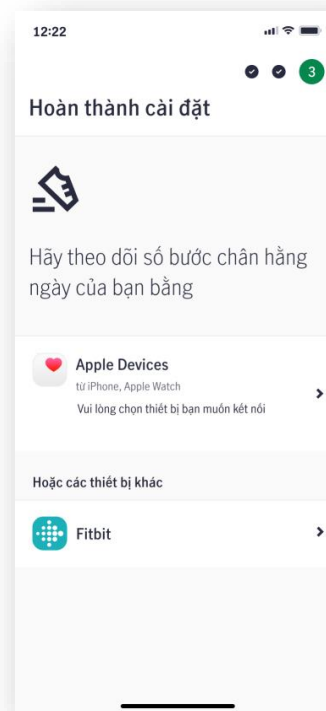 12:22
3
Hoàn thành cài đặt
Hãy theo dõi số bước chân hằng
ngày của bạn bằng
Apple Devices
từ iPhone, Apple Watch
Vui lòng chọn thiết bị bạn muốn kết nối
Hoặc các thiết bị khác
Fitbit